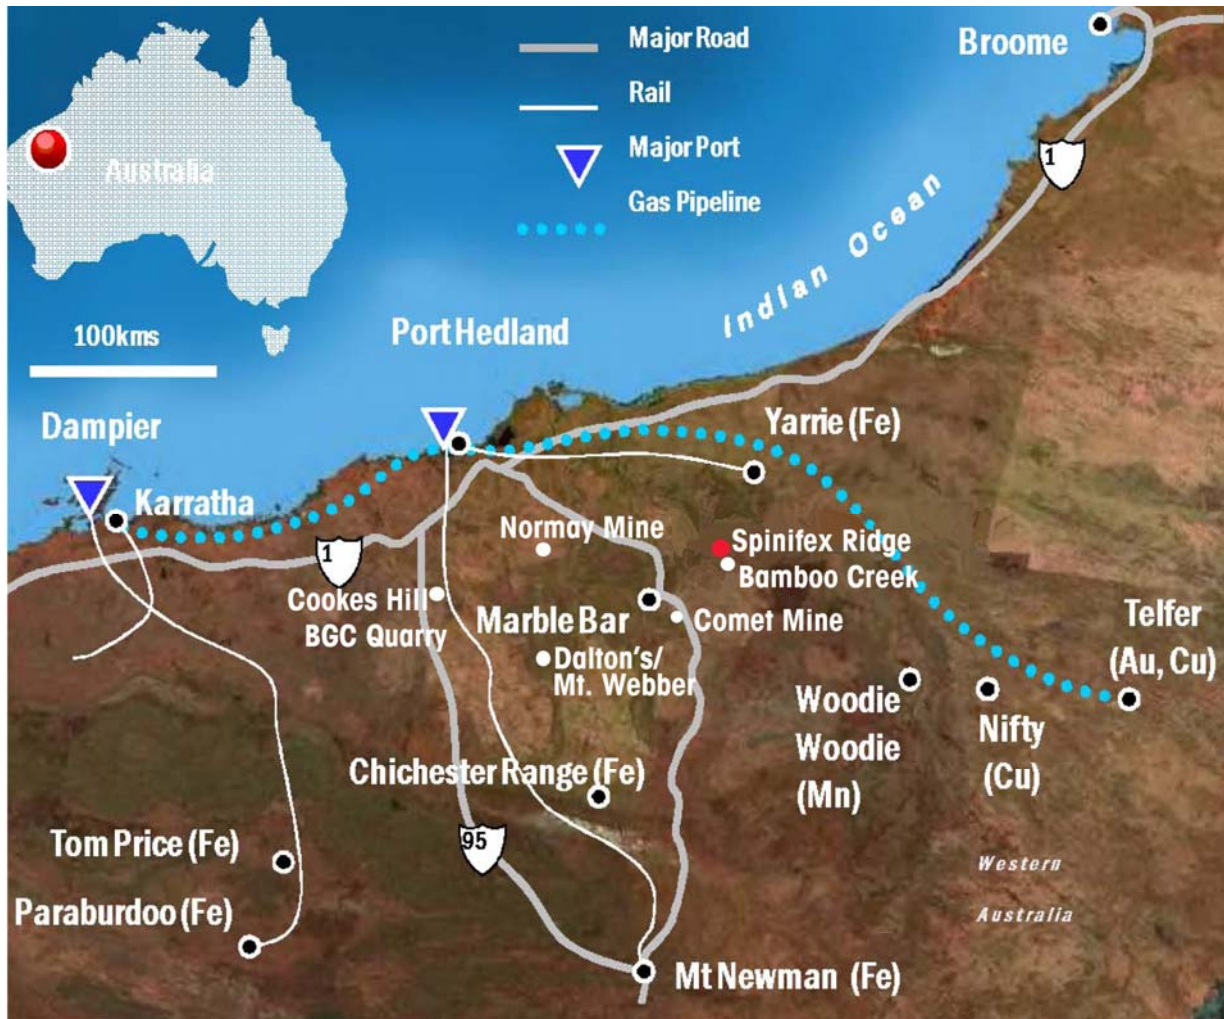 Major Road
Rail
Major Port
Gas Pipeline
Broome
1
Australia
Indian Ocean
100kms
Port Hedland
Dampier
Yarrie (Fe)
Karratha
Normay Mine
Spinifex Ridge
Bamboo Creek
1
Cookes Hill
BGC Quarry
Marble Bar
Comet Mine
Telfer
(Au, Cu)
Dalton's/
Mt. Webber
Woodie
Woodie
(Mn)
Nifty
(Cu)
Chichester Range (Fe)
95
Tom Price (Fe)
Western
Australia
Paraburdoo (Fe)
Mt Newman (Fe)